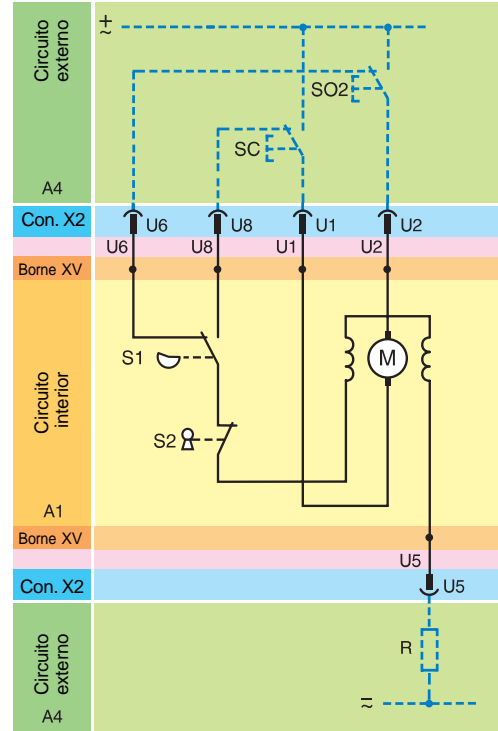 Circuito
externo
A4
+
~
SO2
SC
Con. X2
U6
U8
U1
U2
U6
U8
U1
U2
Borne XV
S1
M
Circuito
interior
S2
A1
Borne XV
U5
Con. X2
U5
Circuito
externo
R
A4
–
~